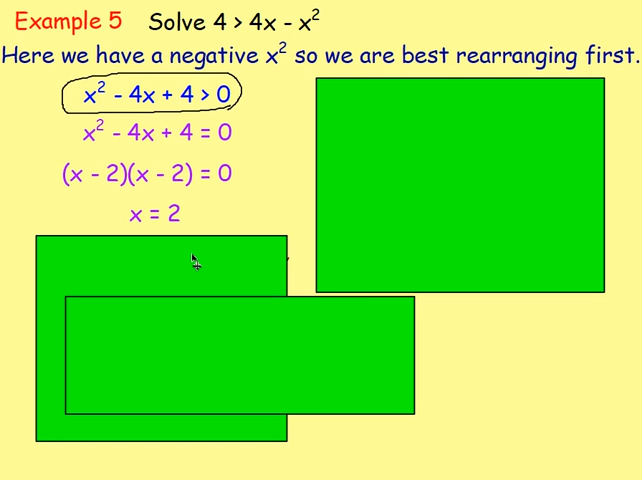 Example 5 Solve 4 > 4x - x²
Here we have a negative x² so we are best rearranging first.
x² - 4x + 4 > 0
x² - 4x + 4 = 0
(x - 2)(x - 2) = 0
x = 2